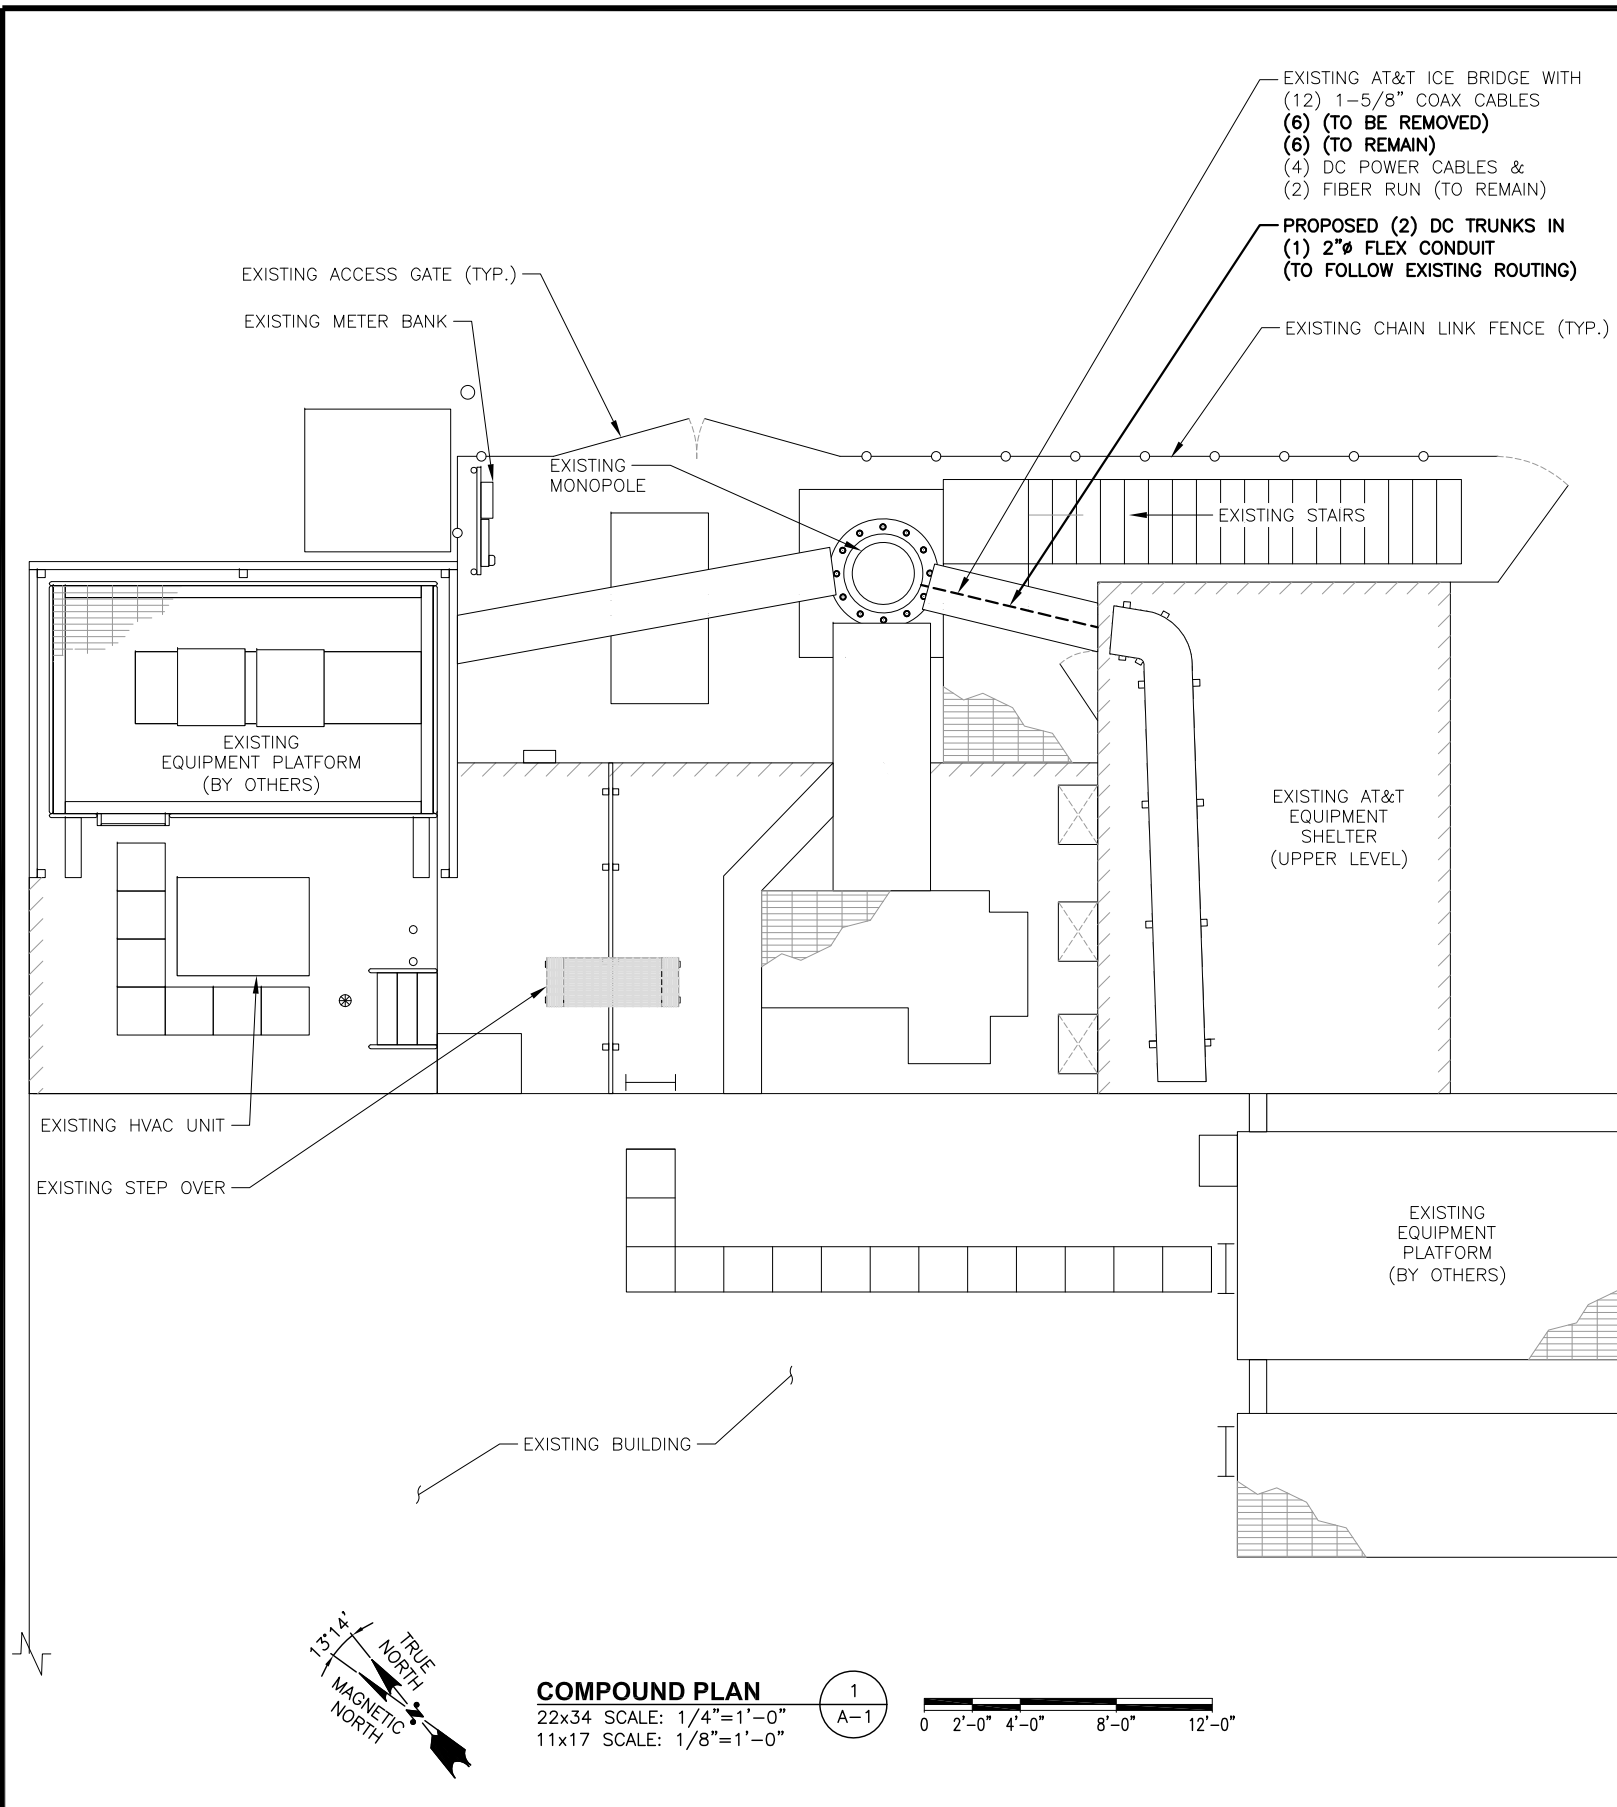 EXISTING AT&T ICE BRIDGE WITH
(12) 1-5/8" COAX CABLES
(6) (TO BE REMOVED)
(6) (TO REMAIN)
(4) DC POWER CABLES &
(2) FIBER RUN (TO REMAIN)
PROPOSED (2) DC TRUNKS IN
(1) 2"ø FLEX CONDUIT
(TO FOLLOW EXISTING ROUTING)
EXISTING ACCESS GATE (TYP.)
EXISTING METER BANK
EXISTING CHAIN LINK FENCE (TYP.)
EXISTING
MONOPOLE
EXISTING STAIRS
EXISTING
EQUIPMENT PLATFORM
(BY OTHERS)
EXISTING AT&T
EQUIPMENT
SHELTER
(UPPER LEVEL)
EXISTING HVAC UNIT
EXISTING STEP OVER
EXISTING
EQUIPMENT
PLATFORM
(BY OTHERS)
EXISTING BUILDING
13°14'
TRUE
NORTH
MAGNETIC
NORTH
N
COMPOUND PLAN
22x34 SCALE: 1/4"=1'-0"
11x17 SCALE: 1/8"=1'-0"
1
A-1
0 2'-0" 4'-0" 8'-0" 12'-0"